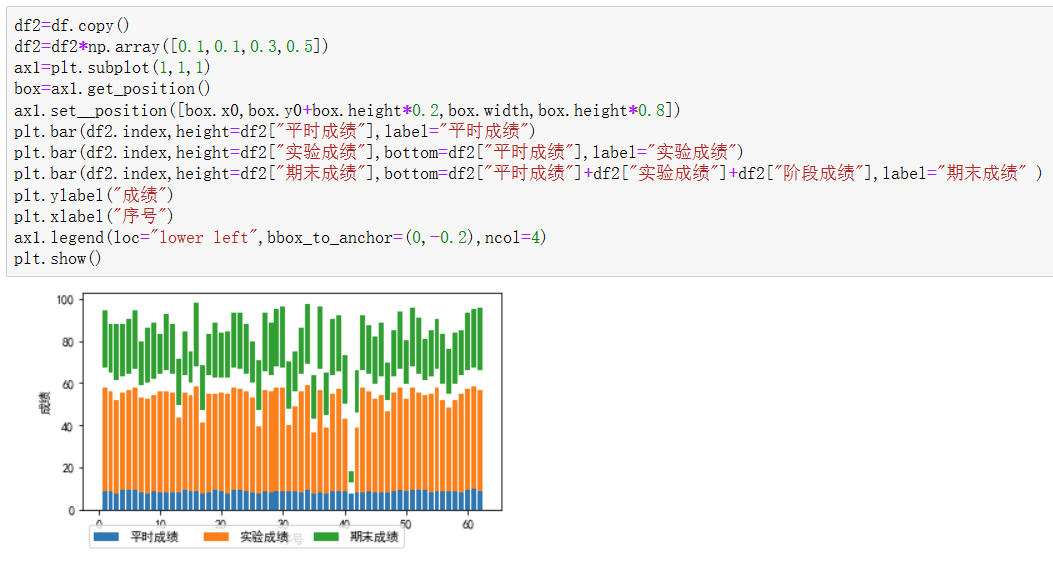 df2=df.copy()
df2=df2*np.array([0.1,0.1,0.3,0.5])
ax1=plt.subplot(1,1,1)
box=ax1.get_position()
ax1.set__position([box.x0,box.y0+box.height*0.2,box.width,box.height*0.8])
plt.bar(df2.index,height=df2["平时成绩"],label="平时成绩")
plt.bar(df2.index,height=df2["实验成绩"],bottom=df2["平时成绩"],label="实验成绩")
plt.bar(df2.index,height=df2["期末成绩"],bottom=df2["平时成绩"]+df2["实验成绩"]+df2["阶段成绩"],label="期末成绩" )
plt.ylabel("成绩")
plt.xlabel("序号")
ax1.legend(loc="lower left",bbox_to_anchor=(0,-0.2),ncol=4)
plt.show()
100
80
60
40
20
0
成绩
0 10 20 30 40 50 60
平时成绩 实验成绩 期末成绩